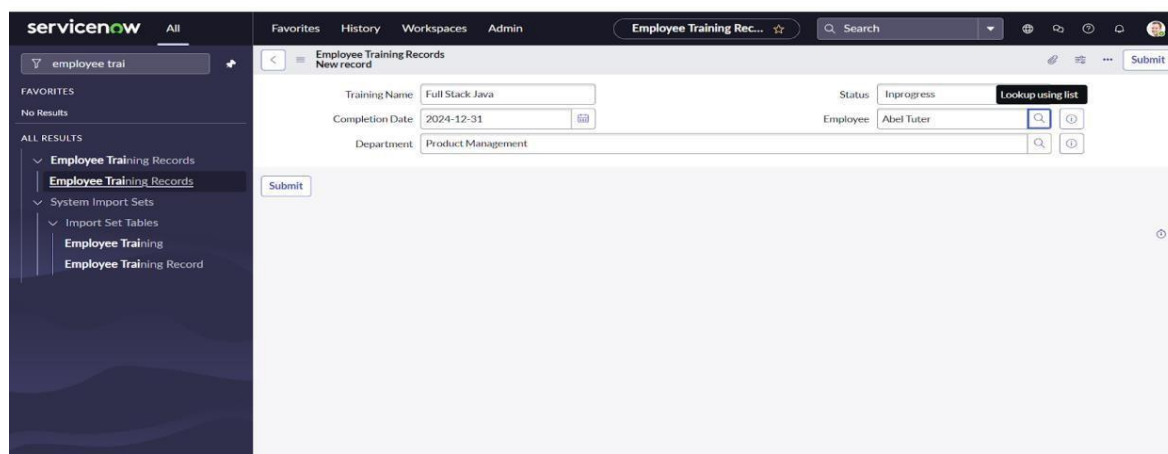 servicenow All Favorites History Workspaces Admin Employee Training Rec... Search
employee trai
FAVORITES
No Results
ALL RESULTS
Employee Training Records
Employee Training Records
System Import Sets
Import Set Tables
Employee Training
Employee Training Record
Employee Training Records
New record
Submit
Training Name Full Stack Java
Status Inprogress
Lookup using list
Completion Date 2024-12-31
Employee Abel Tuter
Department Product Management
Submit